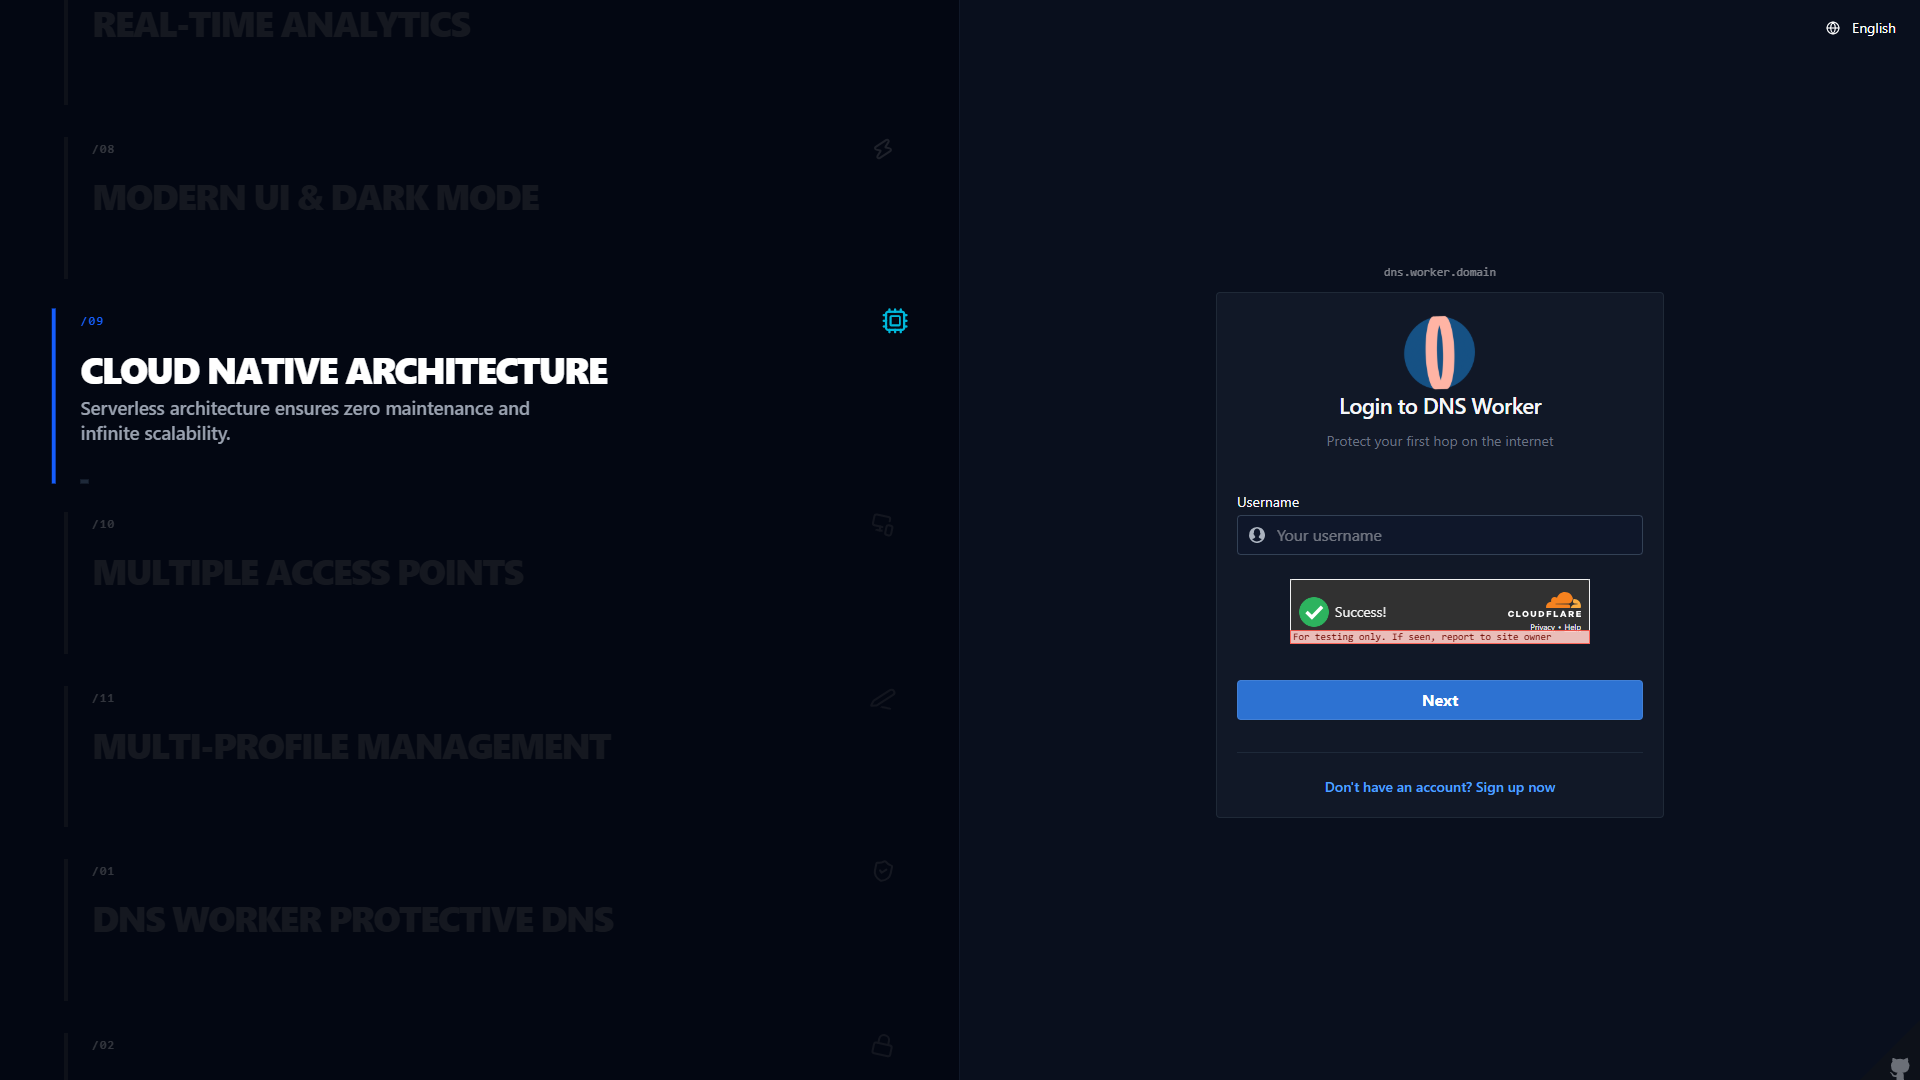 REAL-TIME ANALYTICS
/08
MODERN UI & DARK MODE
/09
CLOUD NATIVE ARCHITECTURE
Serverless architecture ensures zero maintenance and
infinite scalability.
/10
MULTIPLE ACCESS POINTS
/11
MULTI-PROFILE MANAGEMENT
/01
DNS WORKER PROTECTIVE DNS
/02
English
dns.worker.domain
Login to DNS Worker
Protect your first hop on the internet
Username
Your username
Success!
CLOUDFLARE
Privacy • Help
For testing only. If seen, report to site owner
Next
Don't have an account? Sign up now